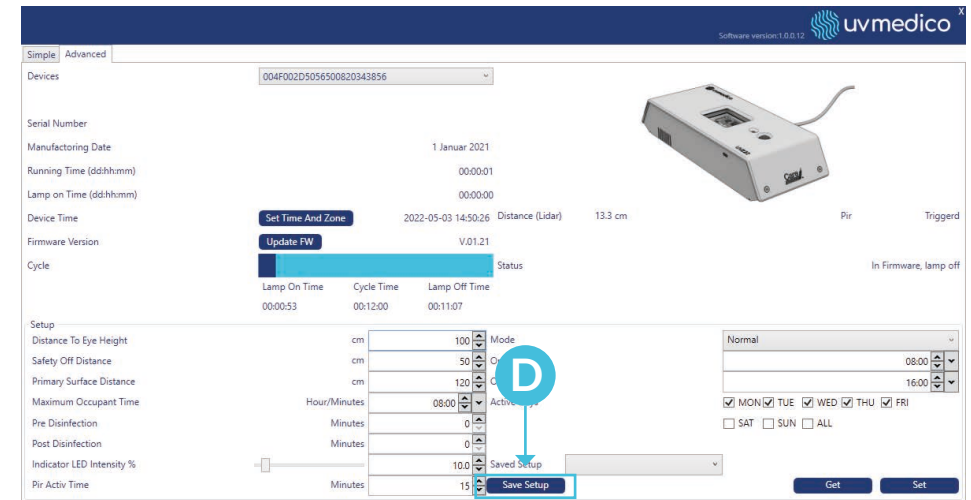 X
Software version:1.0.0.12 uvmedico
Simple Advanced
Devices 004F002D5056500820343856
Serial Number
Manufactoring Date 1 Januar 2021
Running Time (dd:hh:mm) 00:00:01
Lamp on Time (dd:hh:mm) 00:00:00
Device Time Set Time And Zone 2022-05-03 14:50:26 Distance (Lidar) 13.3 cm Pir Triggerd
Firmware Version Update FW V.01.21
Cycle Status In Firmware, lamp off
Lamp On Time Cycle Time Lamp Off Time
00:00:53 00:12:00 00:11:07
Setup
Distance To Eye Height cm 100 Mode Normal
Safety Off Distance cm 50 08:00
Primary Surface Distance cm 120 16:00
D
Maximum Occupant Time Hour/Minutes 08:00 MON TUE WED THU FRI
Pre Disinfection Minutes 0 SAT SUN ALL
Post Disinfection Minutes 0
Indicator LED Intensity % 10.0 Saved Setup
Pir Activ Time Minutes 15 Save Setup Get Set